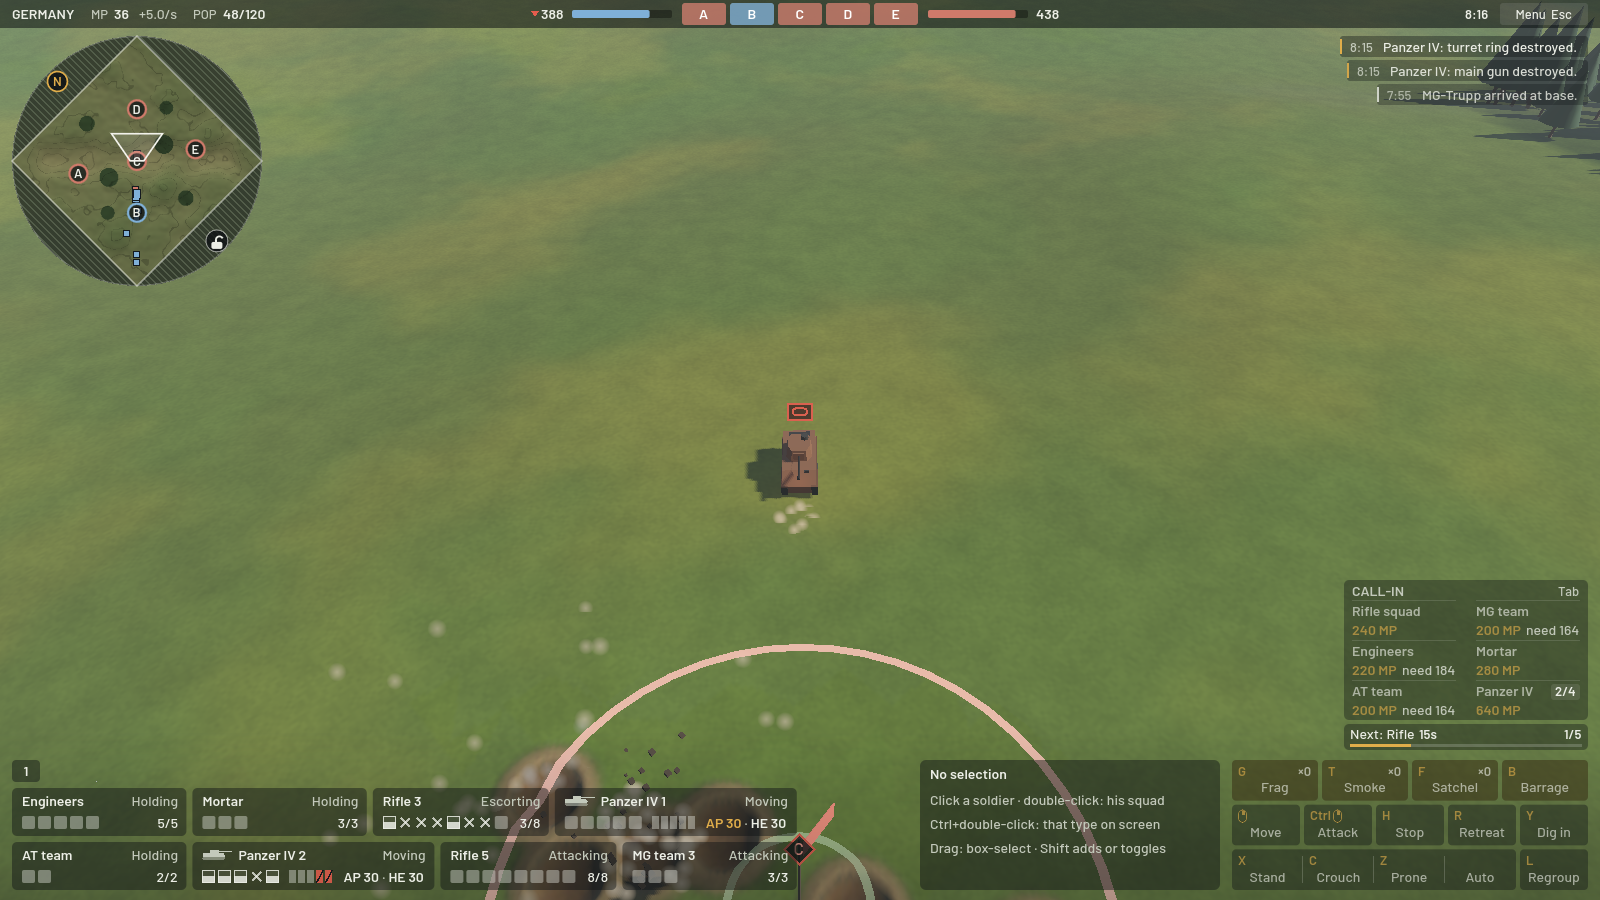 GERMANY MP 36 +5.0/s POP 48/120
388 A B C D E 438
8:16 Menu Esc
8:15 Panzer IV: turret ring destroyed.
8:15 Panzer IV: main gun destroyed.
7:55 MG-Trupp arrived at base.
N
D
E
C
A
B
CALL-IN Tab
Rifle squad MG team
240 MP 200 MP need 164
Engineers Mortar
220 MP need 184 280 MP
AT team Panzer IV 2/4
200 MP need 164 640 MP
Next: Rifle 15s 1/5
1
Engineers Holding
5/5
Mortar Holding
3/3
Rifle 3 Escorting
3/8
Panzer IV 1 Moving
AP 30 · HE 30
AT team Holding
2/2
Panzer IV 2 Moving
AP 30 · HE 30
Rifle 5 Attacking
8/8
MG team 3 Attacking
3/3
C
No selection
Click a soldier · double-click: his squad
Ctrl+double-click: that type on screen
Drag: box-select · Shift adds or toggles
G ×0 T ×0 F ×0 B
Frag Smoke Satchel Barrage
Ctrl H R Y
Move Attack Stop Retreat Dig in
X C Z L
Stand Crouch Prone Auto Regroup